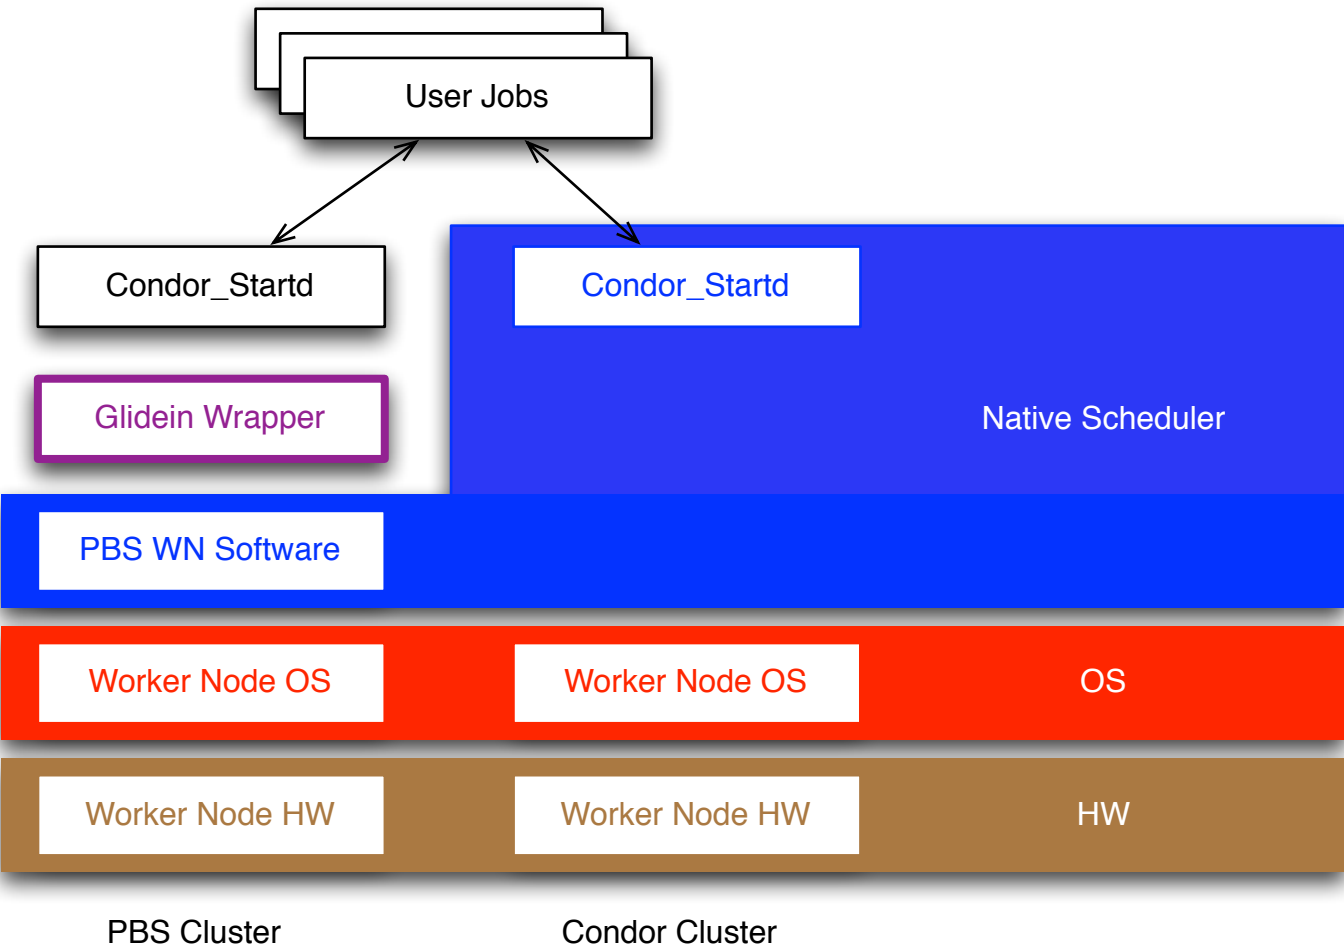 User Jobs
Condor_Startd
Condor_Startd
Glidein Wrapper
Native Scheduler
PBS WN Software
Worker Node OS
Worker Node OS
OS
Worker Node HW
Worker Node HW
HW
PBS Cluster
Condor Cluster